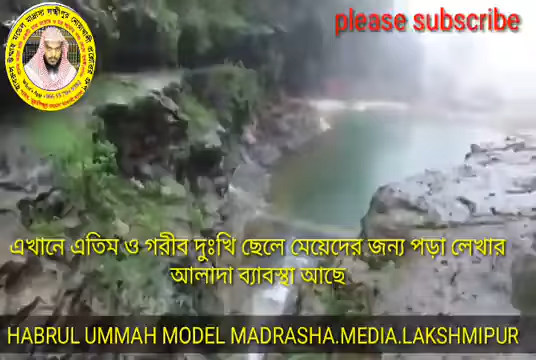 please subscribe
এখানে এতিম ও গরীব দুঃখি ছেলে মেয়েদের জন্য পড়া লেখার
আলাদা ব্যাবস্থা আছে
HABRUL UMMAH MODEL MADRASHA.MEDIA.LAKSHMIPUR